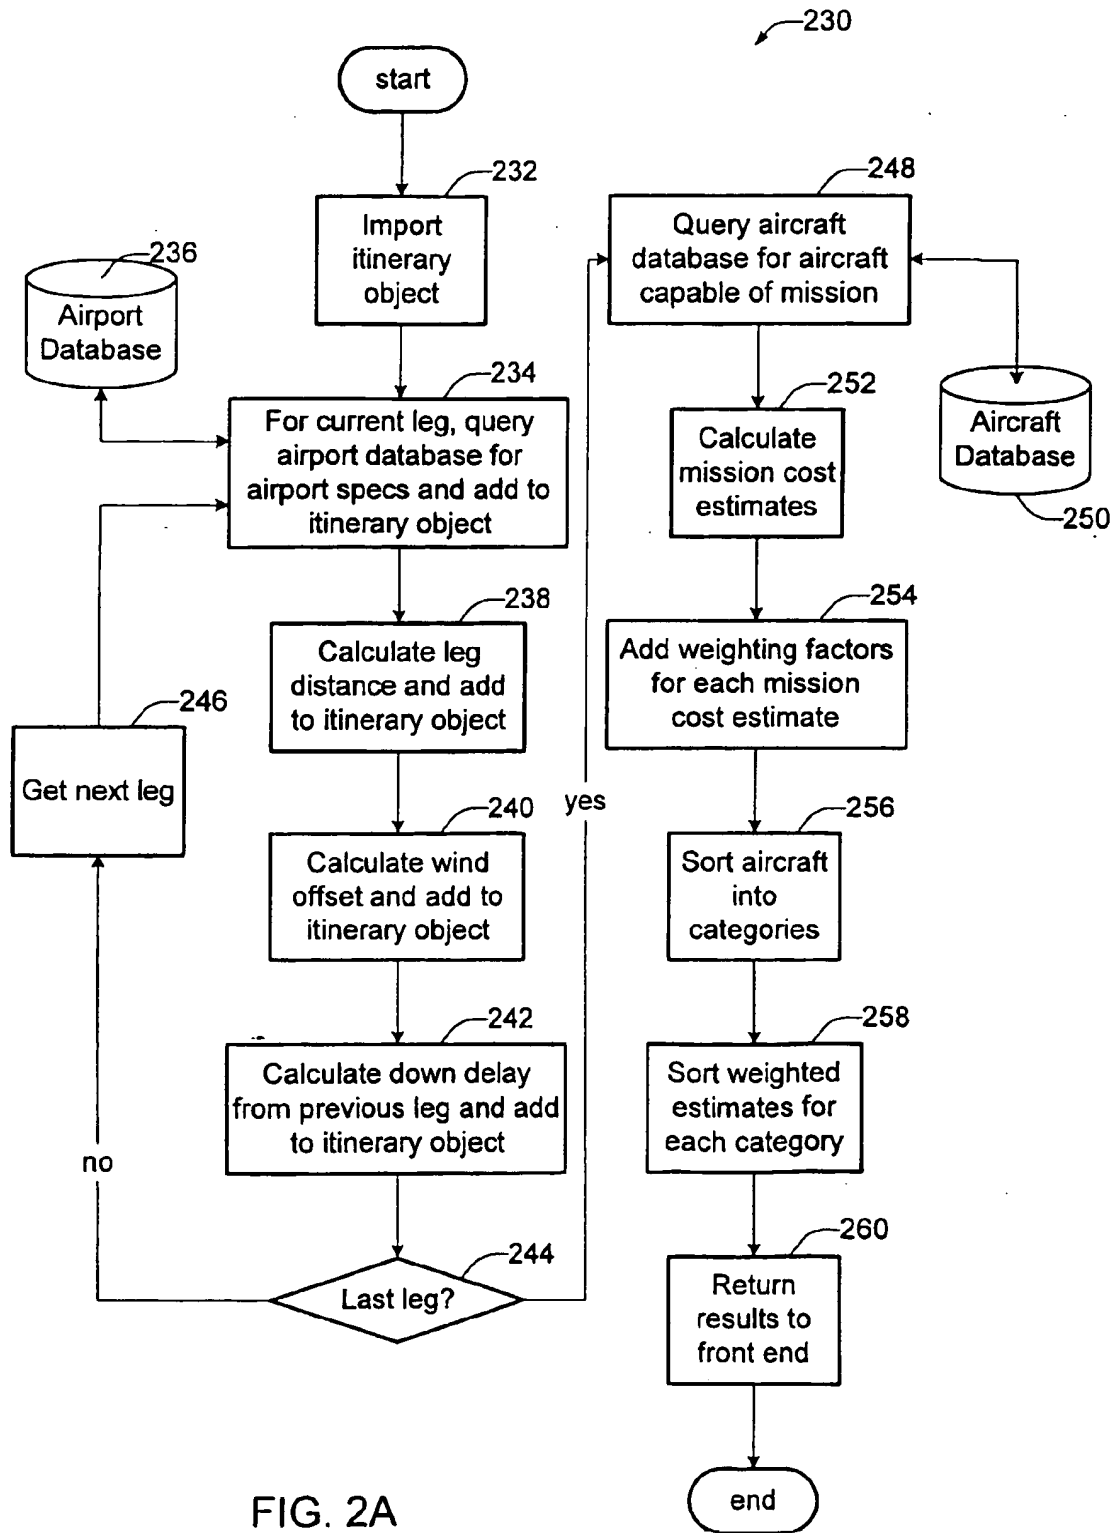 230
start
232
Import
itinerary
object
236
Airport
Database
234
For current leg, query
airport database for
airport specs and add to
itinerary object
238
Calculate leg
distance and add
to itinerary object
246
Get next leg
240
Calculate wind
offset and add to
itinerary object
242
Calculate down delay
from previous leg and add
to itinerary object
no
244
Last leg?
yes
248
Query aircraft
database for aircraft
capable of mission
Aircraft
Database
250
252
Calculate
mission cost
estimates
254
Add weighting factors
for each mission
cost estimate
256
Sort aircraft
into
categories
258
Sort weighted
estimates for
each category
260
Return
results to
front end
end
FIG. 2A